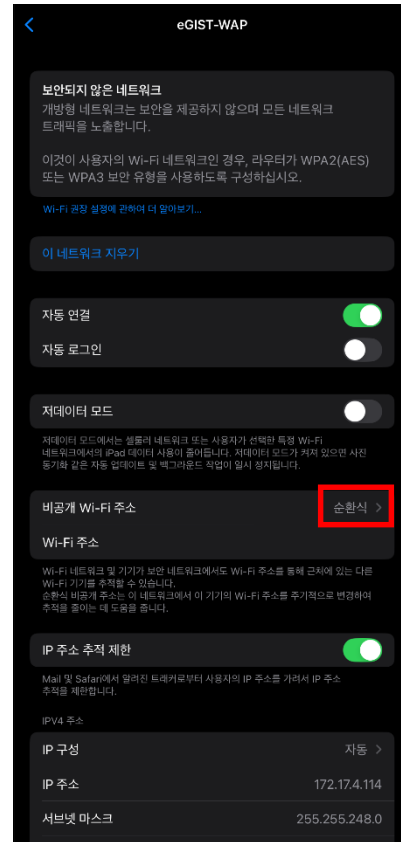 eGIST-WAP
보안되지 않은 네트워크
개방형 네트워크는 보안을 제공하지 않으며 모든 네트워크
트래픽을 노출합니다.
이것이 사용자의 Wi-Fi 네트워크인 경우, 라우터가 WPA2(AES)
또는 WPA3 보안 유형을 사용하도록 구성하십시오.
Wi-Fi 권장 설정에 관하여 더 알아보기...
이 네트워크 지우기
자동 연결
자동 로그인
저데이터 모드
저데이터 모드에서는 셀룰러 네트워크 또는 사용자가 선택한 특정 Wi-Fi
네트워크에서의 iPad 데이터 사용이 줄어듭니다. 저데이터 모드가 켜져 있으면 사진
동기화 같은 자동 업데이트 및 백그라운드 작업이 일시 정지됩니다.
비공개 Wi-Fi 주소 순환식
Wi-Fi 주소
Wi-Fi 네트워크 및 기기가 보안 네트워크에서도 Wi-Fi 주소를 통해 근처에 있는 다른
Wi-Fi 기기를 추적할 수 있습니다.
순환식 비공개 주소는 이 네트워크에서 이 기기의 Wi-Fi 주소를 주기적으로 변경하여
추적을 줄이는 데 도움을 줍니다.
IP 주소 추적 제한
Mail 및 Safari에서 알려진 트래커로부터 사용자의 IP 주소를 가려서 IP 주소
추적을 제한합니다.
IPV4 주소
IP 구성 자동
IP 주소 172.17.4.114
서브넷 마스크 255.255.248.0